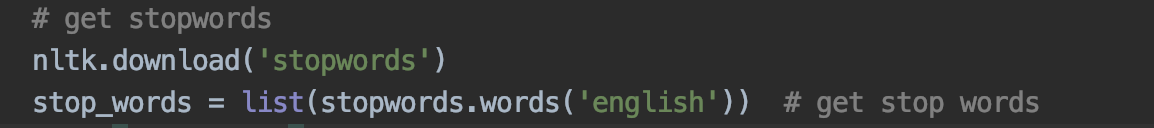 # get stopwords
nltk.download('stopwords')
stop_words = list(stopwords.words('english'))  # get stop words